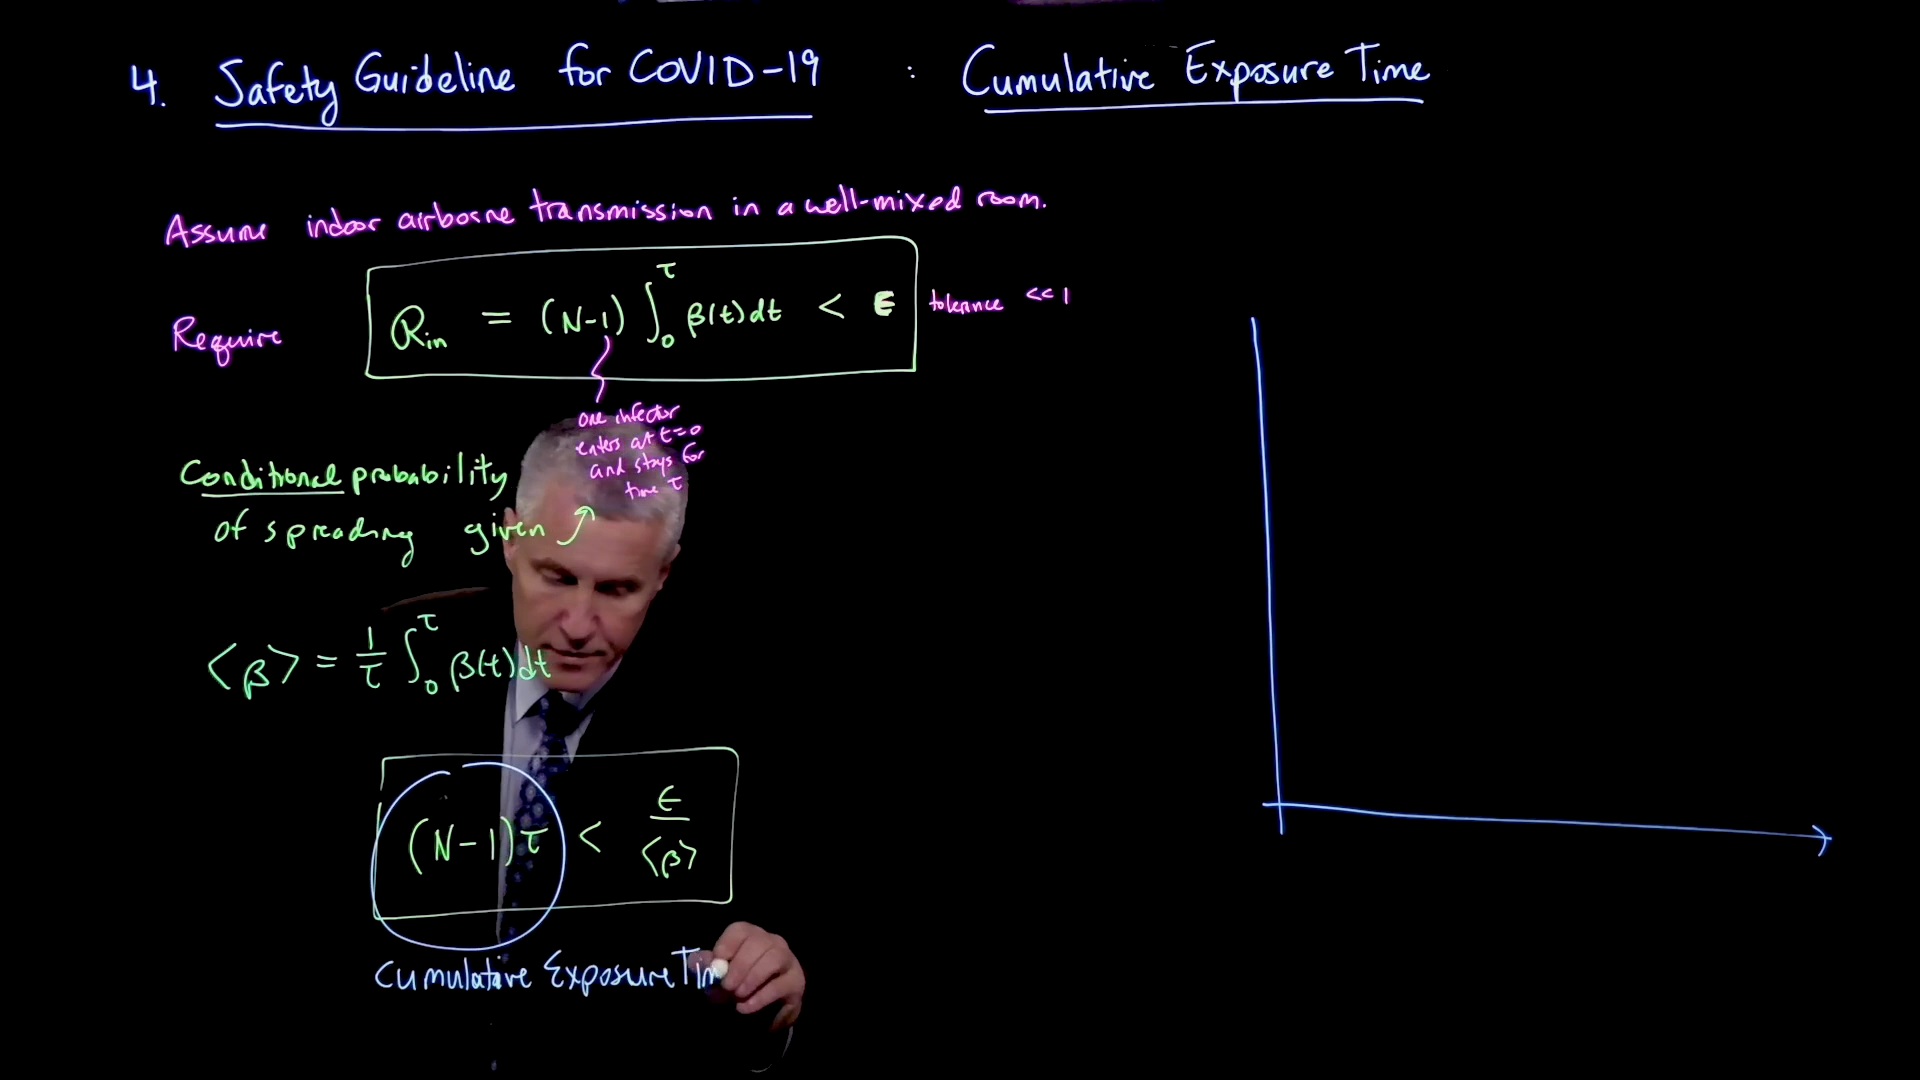 4. Safety Guideline for COVID-19 : Cumulative Exposure Time
Assume indoor airborne transmission in a well-mixed room.
Require R_in = (N-1) ∫_0^τ β(t)dt < ε tolerance << 1
one infector
enters at t=0
and stays for
time τ
Conditional probability
of spreading given
<β> = 1/τ ∫_0^τ β(t)dt
(N-1)τ < ε/<β>
Cumulative Exposure Tim